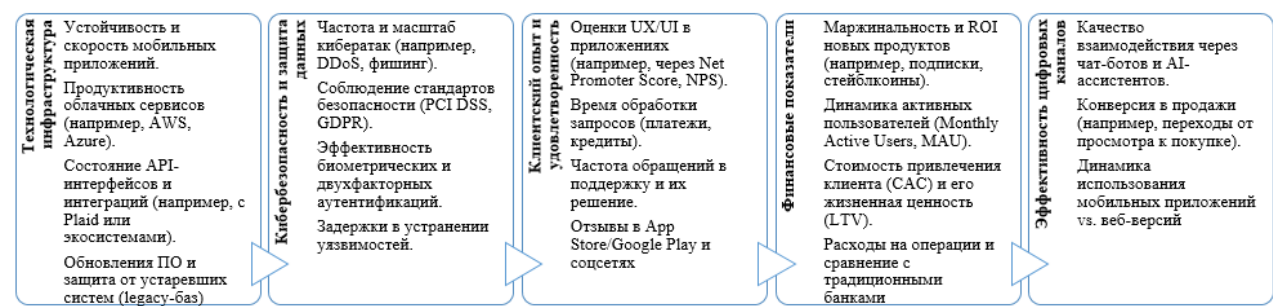 Технологическая
инфраструктура
Устойчивость и
скорость мобильных
приложений.
Продуктивность
облачных сервисов
(например, AWS,
Azure).
Состояние API-
интерфейсов и
интеграций (например, с
Plaid или
экосистемами).
Обновления ПО и
защита от устаревших
систем (legacy-баз)
Кибербезопасность и защита
данных
Частота и масштаб
кибератак (например,
DDoS, фишинг).
Соблюдение стандартов
безопасности (PCI DSS,
GDPR).
Эффективность
биометрических и
двухфакторных
аутентификаций.
Задержки в устранении
уязвимостей.
Клиентский опыт и
удовлетворенность
Оценки UX/UI в
приложениях
(например, через Net
Promoter Score, NPS).
Время обработки
запросов (платежи,
кредиты).
Частота обращений в
поддержку и их
решение.
Отзывы в App
Store/Google Play и
соцсетях
Финансовые показатели
Маржинальность и ROI
новых продуктов
(например, подписки,
стейблкоины).
Динамика активных
пользователей (Monthly
Active Users, MAU).
Стоимость привлечения
клиента (CAC) и его
жизненная ценность
(LTV).
Расходы на операции и
сравнение с
традиционными
банками
Эффективность цифровых
каналов
Качество
взаимодействия через
чат-ботов и AI-
ассистентов.
Конверсия в продажи
(например, переходы от
просмотра к покупке).
Динамика
использования
мобильных приложений
vs. веб-версий